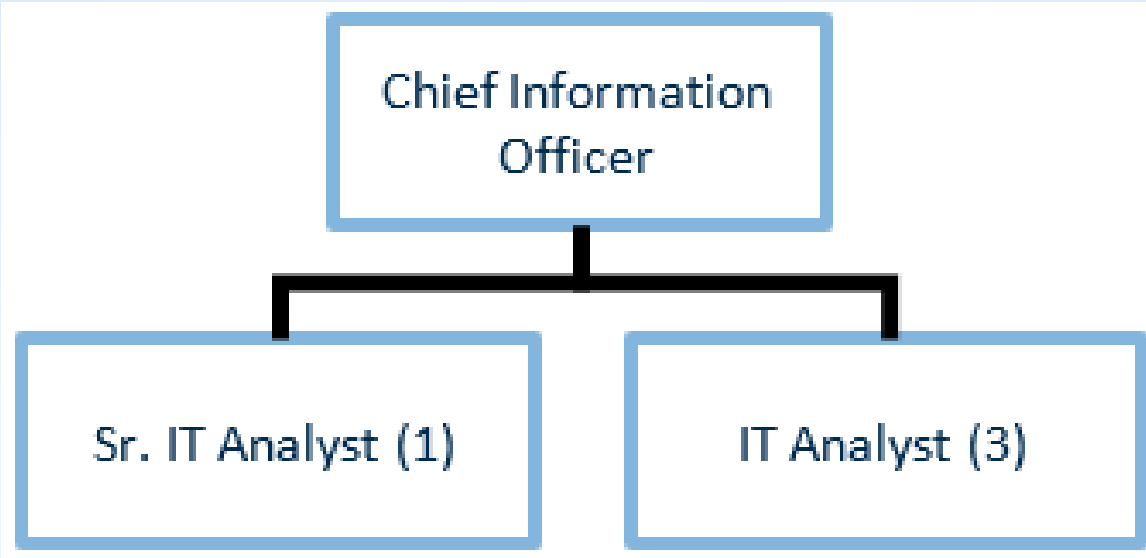 Chief Information
Officer
Sr. IT Analyst (1)
IT Analyst (3)